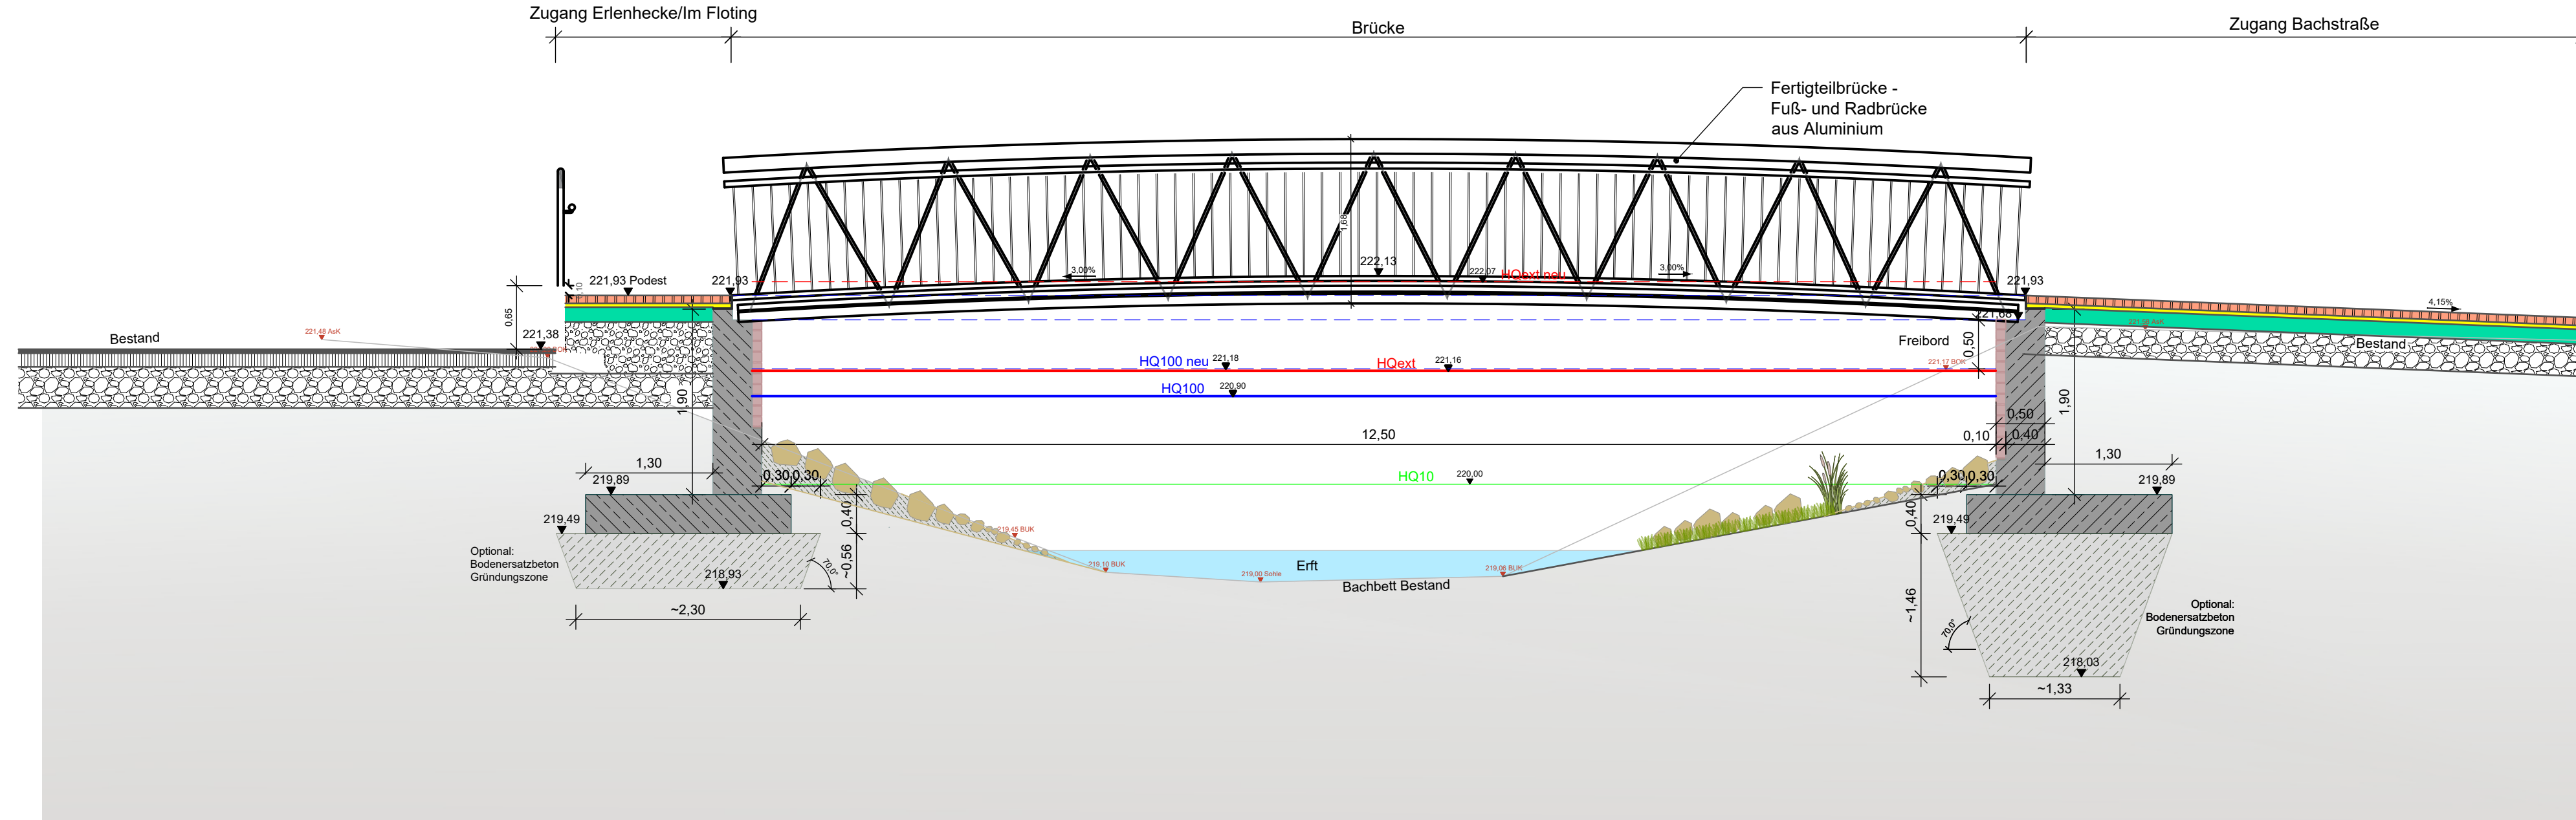 Zugang Erlenhecke/Im Floting
Brücke
Zugang Bachstraße
Fertigteilbrücke -
Fuß- und Radbrücke
aus Aluminium
1,68
222,13
222,07
HQext neu
3,00%
3,00%
221,93 Podest
221,93
221,93
0,10
0,65
221,38
Bestand
221,48 AsK
4,15%
Bestand
221,68
Freibord
0,50
221,17 BOK
HQ100 neu
221,18
HQext
221,16
HQ100
220,90
1,90
1,90
12,50
0,50
0,10
0,40
1,30
1,30
HQ10
220,00
0,30
0,30
0,30
0,30
219,89
219,89
219,49
219,49
0,40
0,40
219,45 BUK
219,10 BUK
219,00 Sohle
219,06 BUK
Erft
Bachbett Bestand
Optional:
Bodenersatzbeton
Gründungszone
218,93
70.0°
~0,56
~2,30
~1,46
70.0°
Optional:
Bodenersatzbeton
Gründungszone
218,03
~1,33